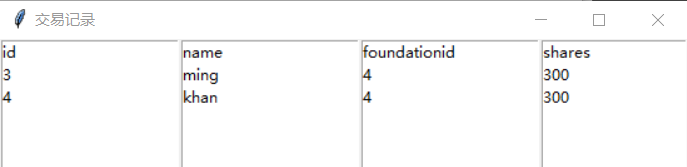 交易记录
id name foundationid shares
3 ming 4 300
4 khan 4 300